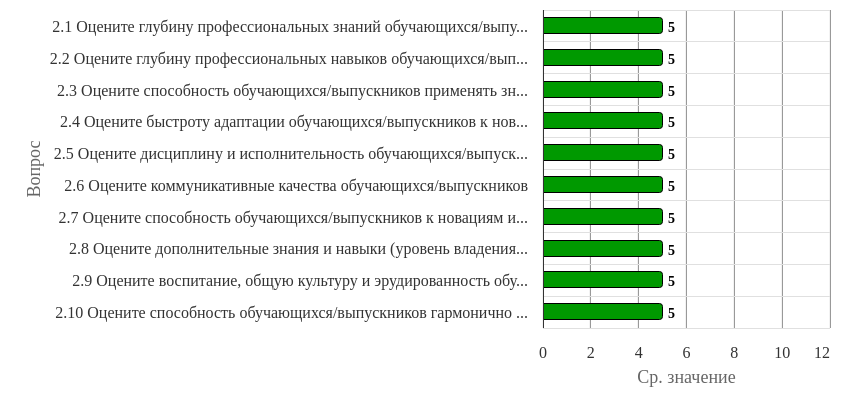 2.1 Оцените глубину профессиональных знаний обучающихся/выпу... 5
2.2 Оцените глубину профессиональных навыков обучающихся/вып... 5
2.3 Оцените способность обучающихся/выпускников применять зн... 5
2.4 Оцените быстроту адаптации обучающихся/выпускников к нов... 5
2.5 Оцените дисциплину и исполнительность обучающихся/выпуск... 5
2.6 Оцените коммуникативные качества обучающихся/выпускников 5
2.7 Оцените способность обучающихся/выпускников к новациям и... 5
2.8 Оцените дополнительные знания и навыки (уровень владения... 5
2.9 Оцените воспитание, общую культуру и эрудированность обу... 5
2.10 Оцените способность обучающихся/выпускников гармонично ... 5
Вопрос
0 2 4 6 8 10 12
Ср. значение